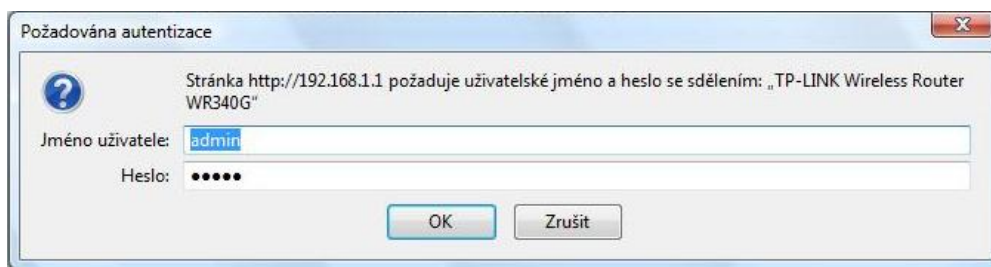 Požadována autentizace
Stránka http://192.168.1.1 požaduje uživatelské jméno a heslo se sdělením: „TP-LINK Wireless Router
WR340G“
Jméno uživatele: admin
Heslo: •••••
OK Zrušit